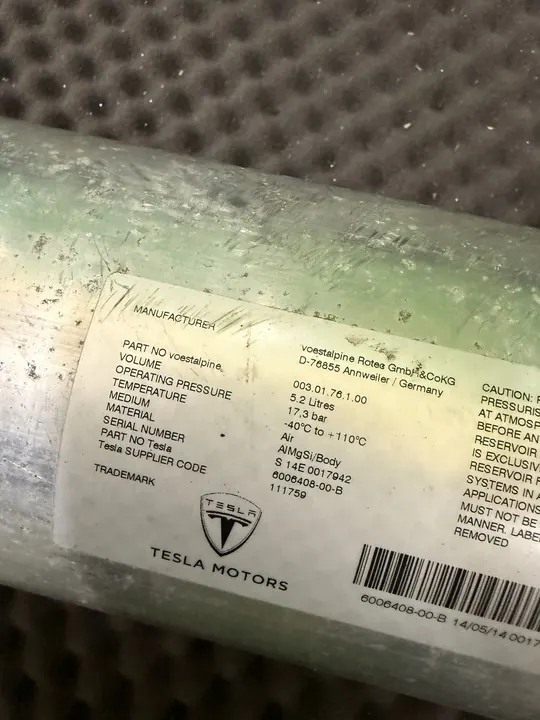 MANUFACTURER
voestalpine Rotec GmbH&CoKG
D-76855 Annweiler / Germany
PART NO voestalpine 003.01.76.1.00
VOLUME 5.2 Litres
OPERATING PRESSURE 17,3 bar
TEMPERATURE -40°C to +110°C
MEDIUM Air
MATERIAL AlMgSi/Body
SERIAL NUMBER S 14E 0017942
PART NO Tesla 6006408-00-B
Tesla SUPPLIER CODE 111759
TRADEMARK
TESLA
TESLA MOTORS
CAUTION:
PRESSURIS
AT ATMOSP
BEFORE AN
RESERVOIR
IS EXCLUSIV
RESERVOIR F
SYSTEMS IN A
APPLICATIONS
MUST NOT BE
MANNER, LABE
REMOVED
6006408-00-B 14/05/14 0017